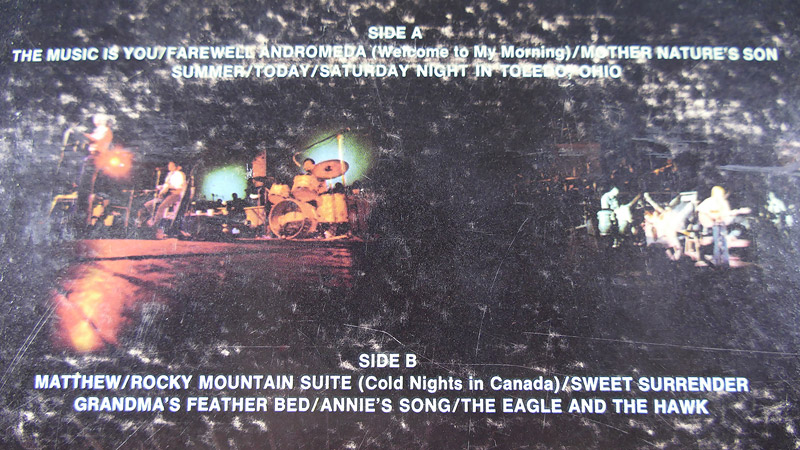 SIDE A
THE MUSIC IS YOU/FAREWELL ANDROMEDA (Welcome to My Morning)/MOTHER NATURE'S SON
SUMMER/TODAY/SATURDAY NIGHT IN TOLEDO, OHIO
SIDE B
MATTHEW/ROCKY MOUNTAIN SUITE (Cold Nights in Canada)/SWEET SURRENDER
GRANDMA'S FEATHER BED/ANNIE'S SONG/THE EAGLE AND THE HAWK